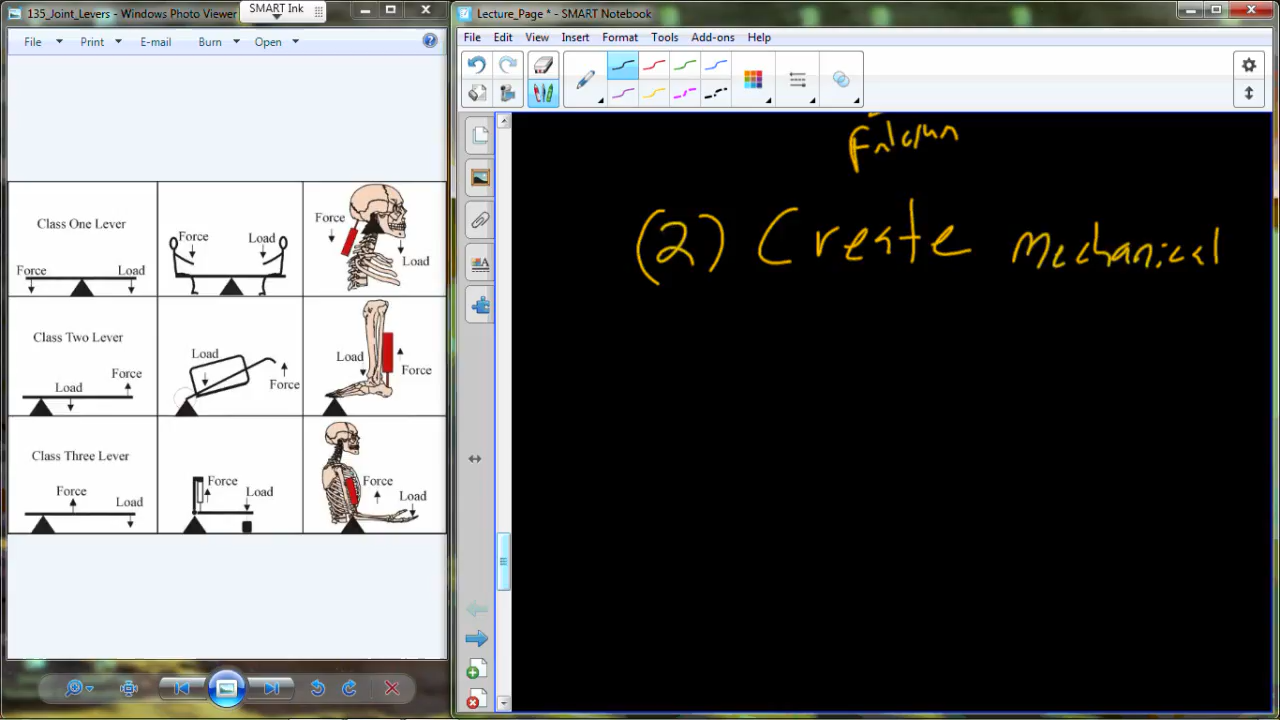 135_Joint_Levers - Windows Photo Viewer
SMART Ink
File Print E-mail Burn Open
Class One Lever
Force Load
Force Load
Force
Load
Class Two Lever
Load Force
Load
Force
Load
Force
Class Three Lever
Force Load
Force
Load
Force
Load
Lecture_Page * - SMART Notebook
File Edit View Insert Format Tools Add-ons Help
(2) Create Mechanical